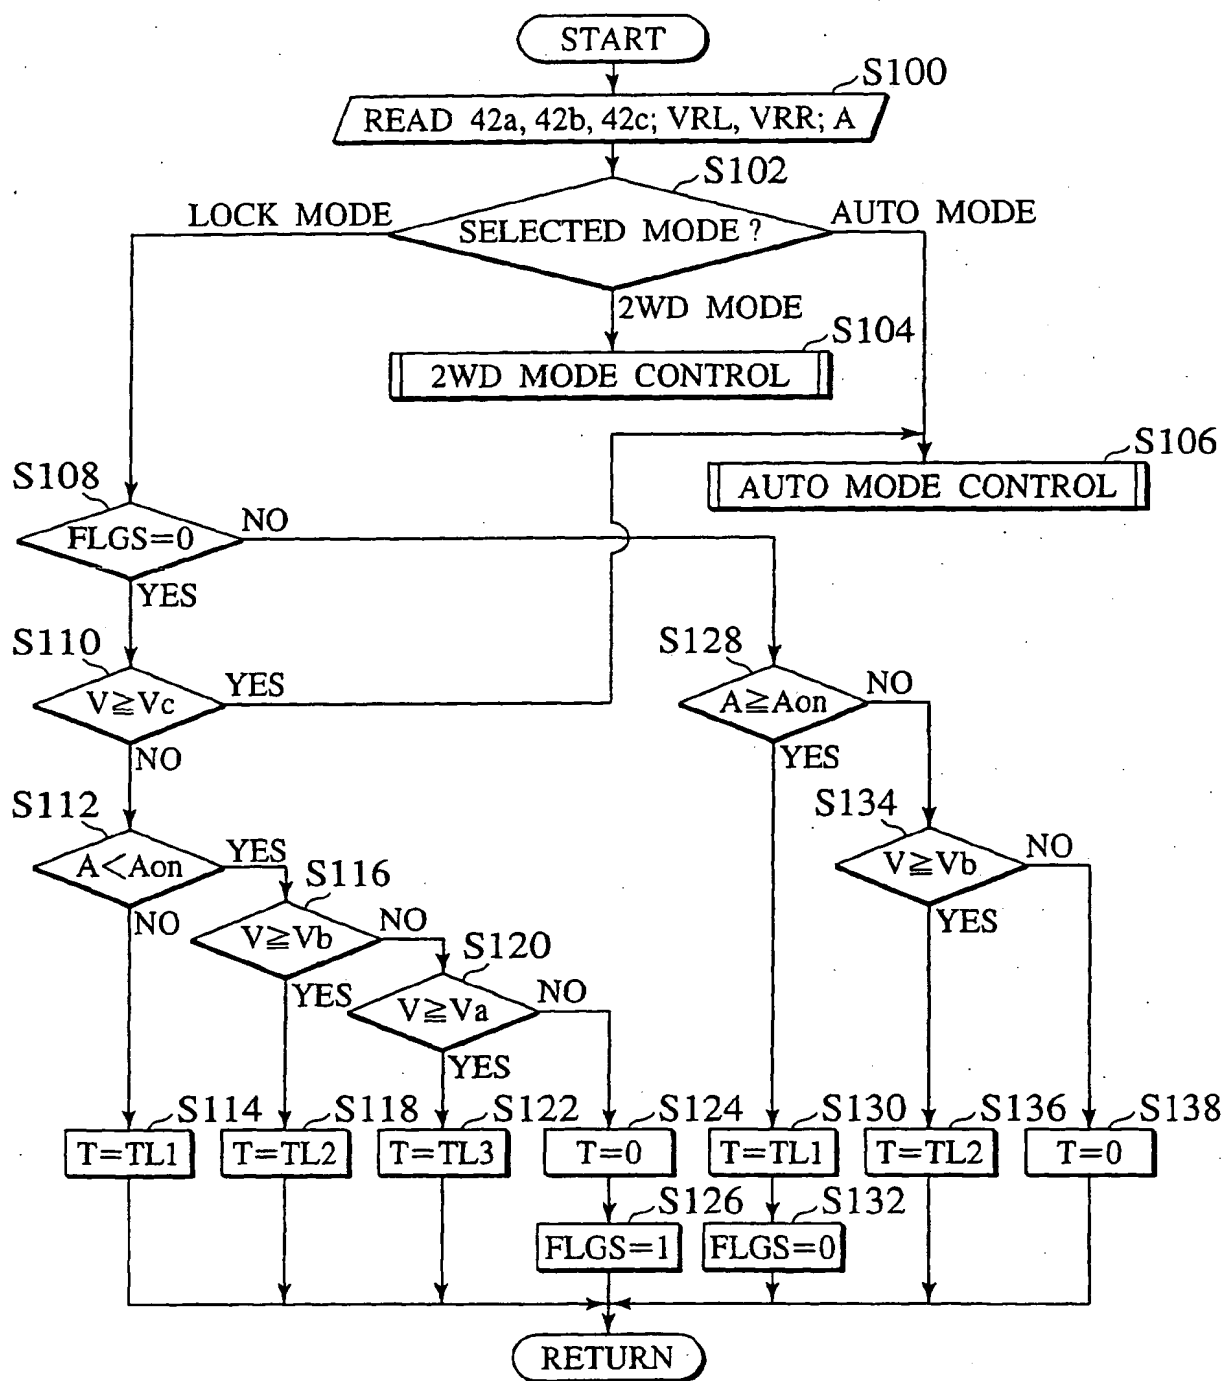 START
S100
READ 42a, 42b, 42c; VRL, VRR; A
S102
LOCK MODE
SELECTED MODE?
AUTO MODE
2WD MODE
S104
2WD MODE CONTROL
S106
AUTO MODE CONTROL
S108
FLGS=0
NO
YES
S110
V≧Vc
YES
NO
S128
A≧Aon
NO
YES
S112
A<Aon
YES
NO
S134
V≧Vb
NO
YES
S116
V≧Vb
NO
YES
S120
V≧Va
NO
YES
S114
T=TL1
S118
T=TL2
S122
T=TL3
S124
T=0
S130
T=TL1
S136
T=TL2
S138
T=0
S126
FLGS=1
S132
FLGS=0
RETURN